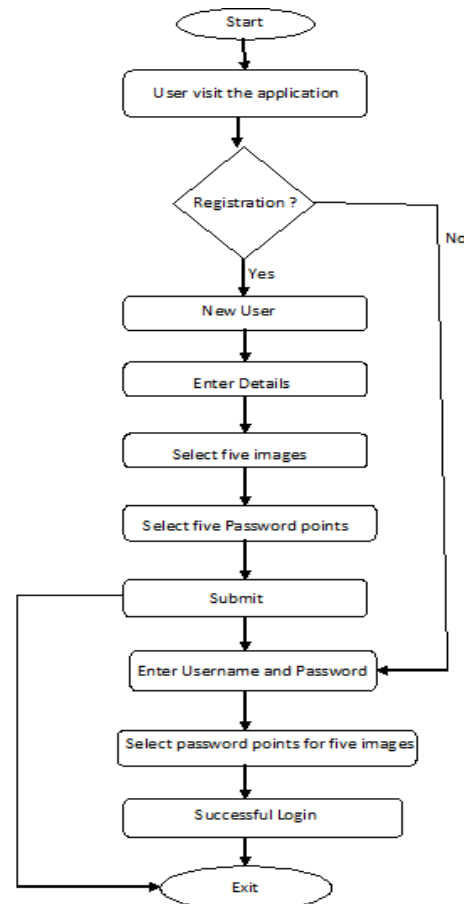 Start
User visit the application
Registration ?
No
Yes
New User
Enter Details
Select five images
Select five Password points
Submit
Enter Username and Password
Select password points for five images
Successful Login
Exit